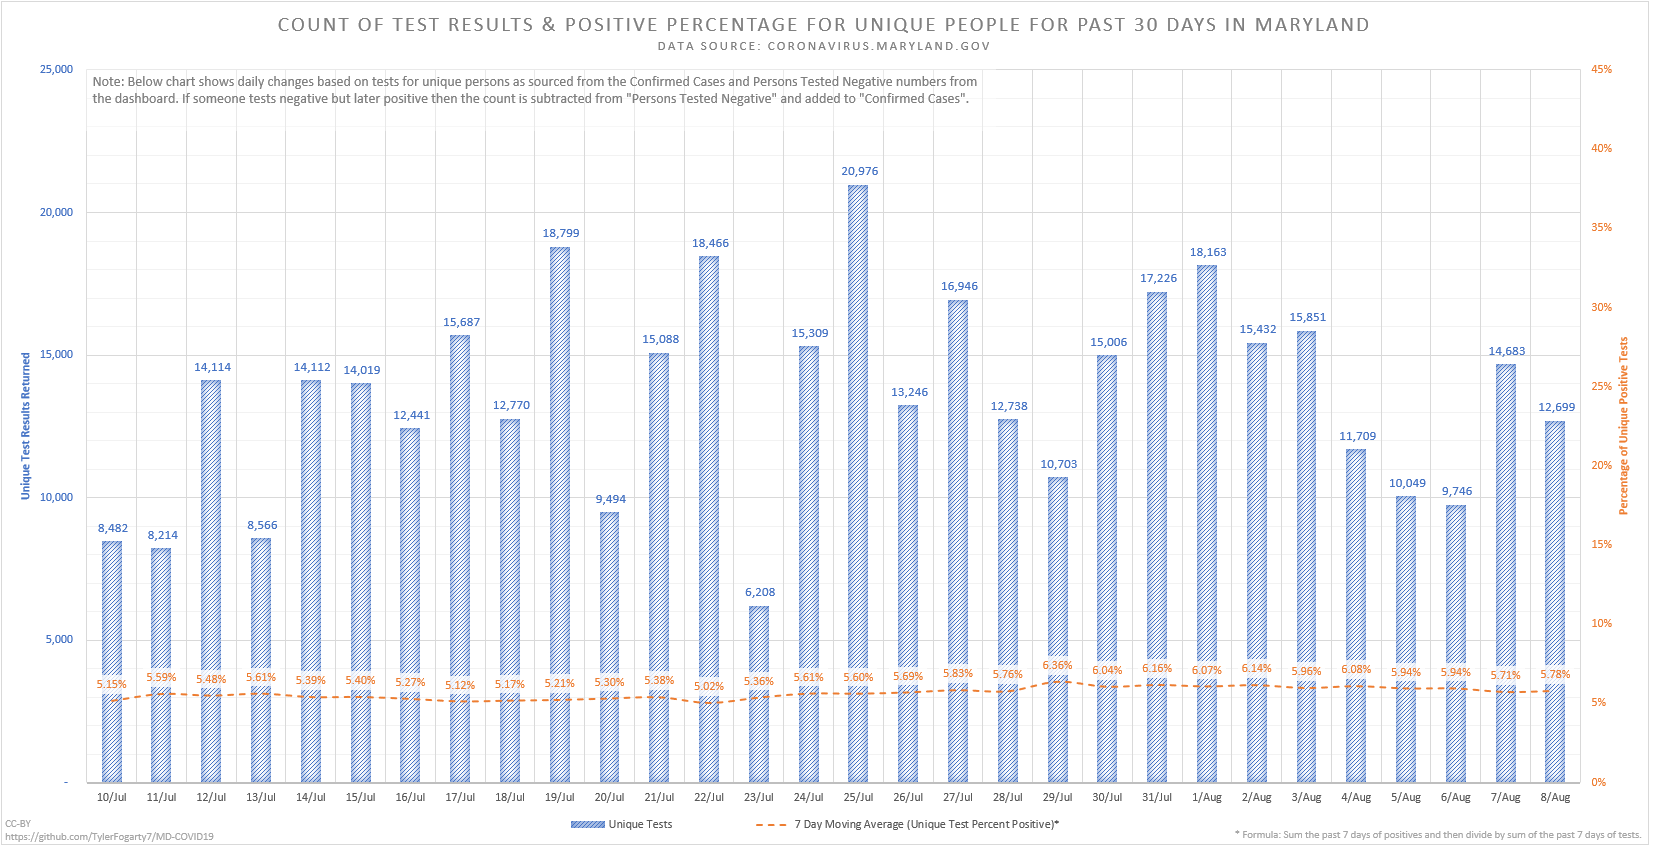 COUNT OF TEST RESULTS & POSITIVE PERCENTAGE FOR UNIQUE PEOPLE FOR PAST 30 DAYS IN MARYLAND
DATA SOURCE: CORONAVIRUS.MARYLAND.GOV
Note: Below chart shows daily changes based on tests for unique persons as sourced from the Confirmed Cases and Persons Tested Negative numbers from
the dashboard. If someone tests negative but later positive then the count is subtracted from "Persons Tested Negative" and added to "Confirmed Cases".
Unique Test Results Returned
25,000
20,000
15,000
10,000
5,000
-
8,482
8,214
14,114
8,566
14,112
14,019
12,441
15,687
12,770
18,799
9,494
15,088
18,466
6,208
15,309
20,976
13,246
16,946
12,738
10,703
15,006
17,226
18,163
15,432
15,851
11,709
10,049
9,746
14,683
12,699
5.15%
5.59%
5.48%
5.61%
5.39%
5.40%
5.27%
5.12%
5.17%
5.21%
5.30%
5.38%
5.02%
5.36%
5.61%
5.60%
5.69%
5.83%
5.76%
6.36%
6.04%
6.16%
6.07%
6.14%
5.96%
6.08%
5.94%
5.94%
5.71%
5.78%
45%
40%
35%
30%
25%
20%
15%
10%
5%
0%
Percentage of Unique Positive Tests
10/Jul
11/Jul
12/Jul
13/Jul
14/Jul
15/Jul
16/Jul
17/Jul
18/Jul
19/Jul
20/Jul
21/Jul
22/Jul
23/Jul
24/Jul
25/Jul
26/Jul
27/Jul
28/Jul
29/Jul
30/Jul
31/Jul
1/Aug
2/Aug
3/Aug
4/Aug
5/Aug
6/Aug
7/Aug
8/Aug
Unique Tests
7 Day Moving Average (Unique Test Percent Positive)*
CC-BY
https://github.com/TylerFogarty7/MD-COVID19
* Formula: Sum the past 7 days of positives and then divide by sum of the past 7 days of tests.